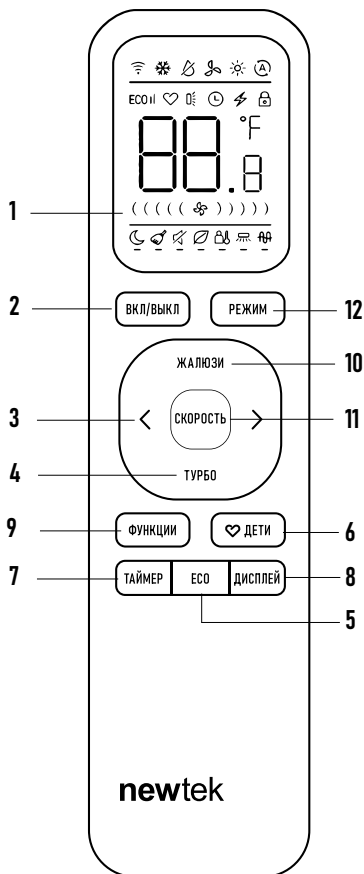 ECO
88.8 °F
1
2 ВКЛ/ВЫКЛ РЕЖИМ 12
ЖАЛЮЗИ 10
3 СКОРОСТЬ 11
4 ТУРБО
9 ФУНКЦИИ ДЕТИ 6
7 ТАЙМЕР ECO ДИСПЛЕЙ 8
5
newtek